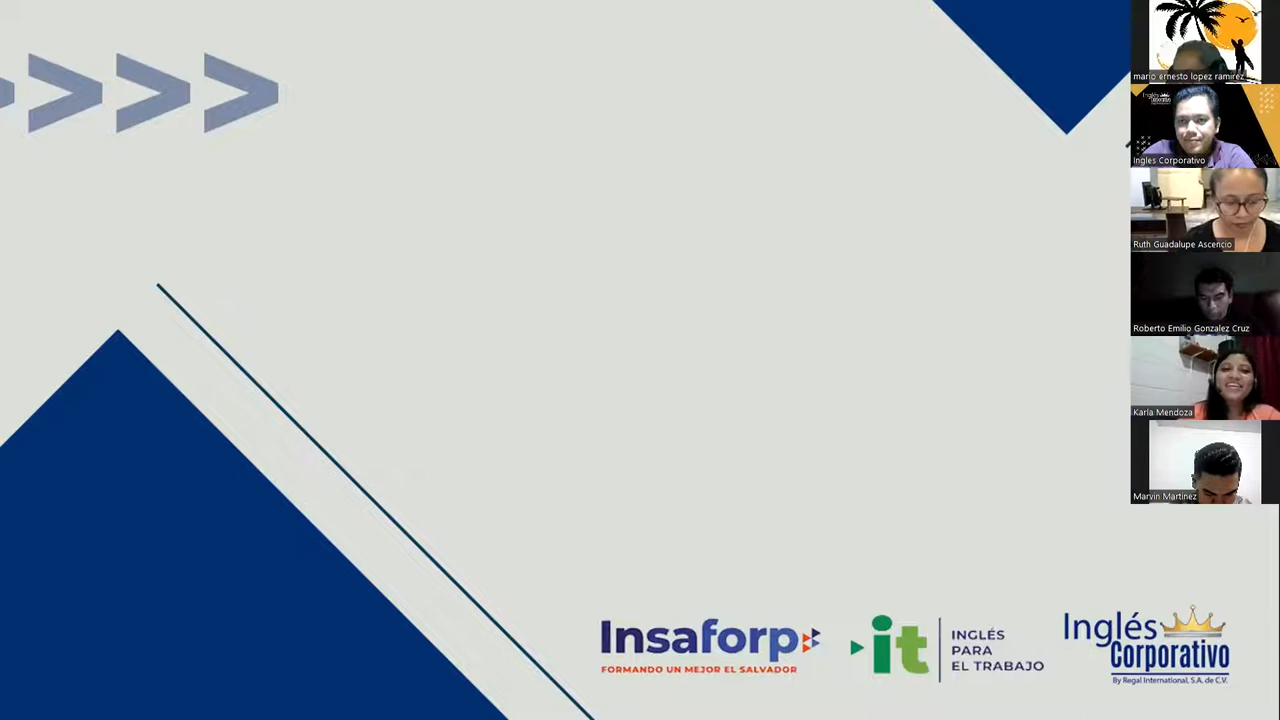 mario ernesto lopez ramirez
Ingles Corporativo
Ruth Guadalupe Ascencio
Roberto Emilio Gonzalez Cruz
Karla Mendoza
Marvin Martinez
Insaforp
FORMANDO UN MEJOR EL SALVADOR
it
INGLÉS
PARA
EL TRABAJO
Inglés
Corporativo
By Regal International, S.A. de C.V.